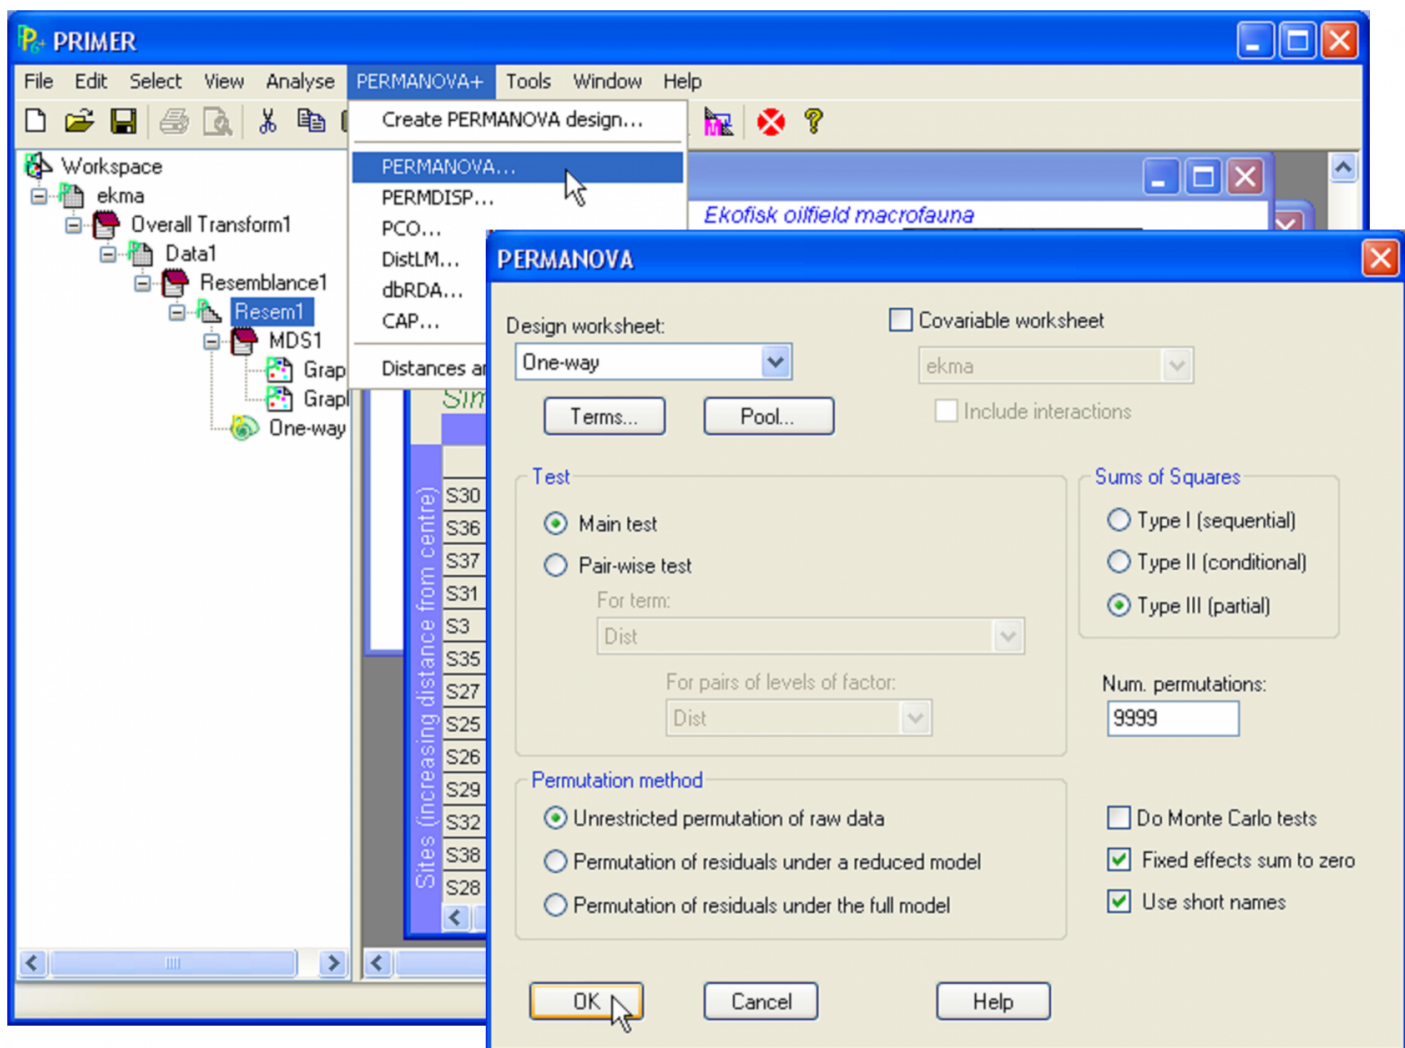 PRIMER
File Edit Select View Analyse PERMANOVA+ Tools Window Help
Create PERMANOVA design...
PERMANOVA...
PERMDISP...
PCO...
DistLM...
dbRDA...
CAP...
Distances
Workspace
ekma
Overall Transform1
Data1
Resemblance1
Resem1
MDS1
One-way
Ekofisk oilfield macrofauna
Sites (increasing distance from centre)
S30
S36
S37
S31
S3
S35
S27
S25
S26
S29
S32
S38
S28
PERMANOVA
Design worksheet:
One-way
Terms...
Pool...
Covariable worksheet
ekma
Include interactions
Test
Main test
Pair-wise test
For term:
Dist
For pairs of levels of factor:
Dist
Sums of Squares
Type I (sequential)
Type II (conditional)
Type III (partial)
Num. permutations:
9999
Permutation method
Unrestricted permutation of raw data
Permutation of residuals under a reduced model
Permutation of residuals under the full model
Do Monte Carlo tests
Fixed effects sum to zero
Use short names
OK
Cancel
Help